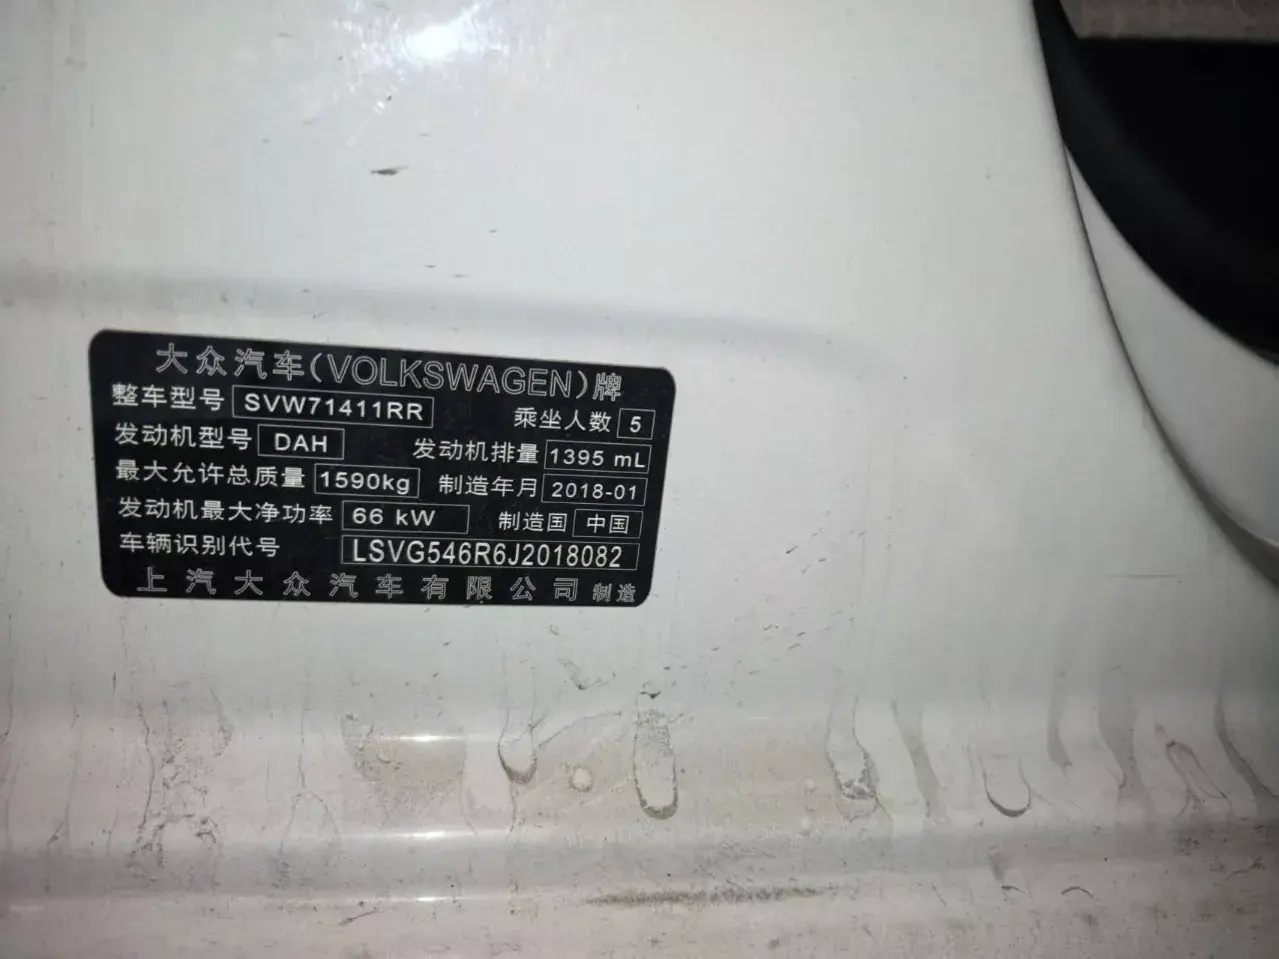 大众汽车(VOLKSWAGEN)牌
整车型号 SVW71411RR 乘坐人数 5
发动机型号 DAH 发动机排量 1395 mL
最大允许总质量 1590kg 制造年月 2018-01
发动机最大净功率 66 kW 制造国 中国
车辆识别代号 LSVG546R6J2018082
上汽大众汽车有限公司 制造